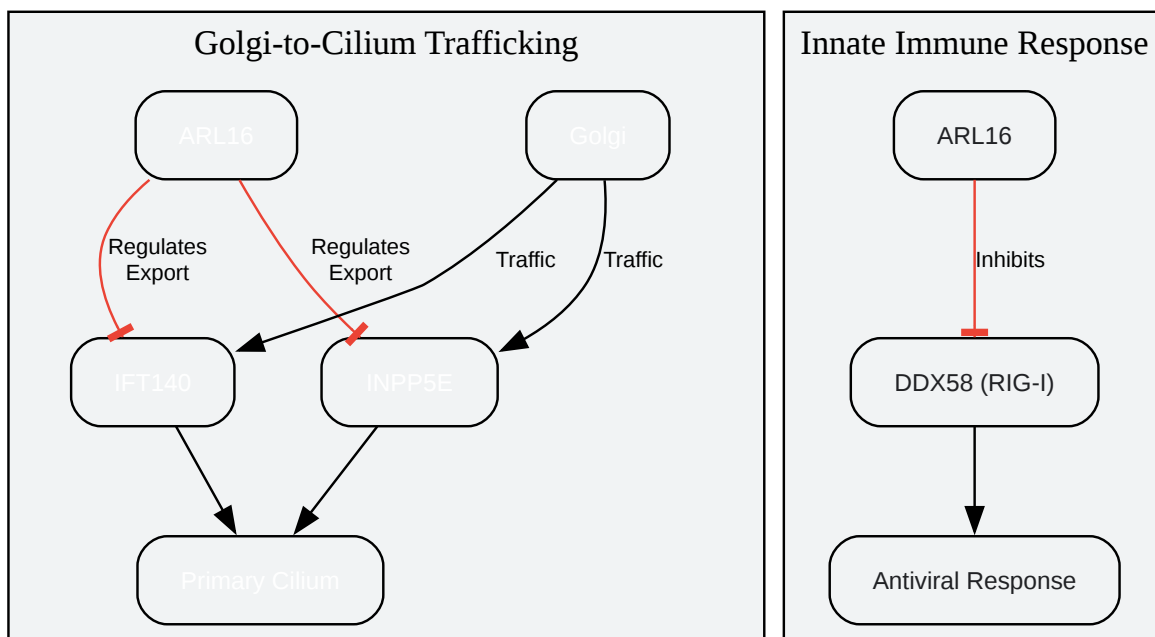 Golgi-to-Cilium Trafficking
ARL16
Golgi
Regulates
Export
Regulates
Export
Traffic
Traffic
IFT140
INPP5E
Primary Cilium
Innate Immune Response
ARL16
Inhibits
DDX58 (RIG-I)
Antiviral Response